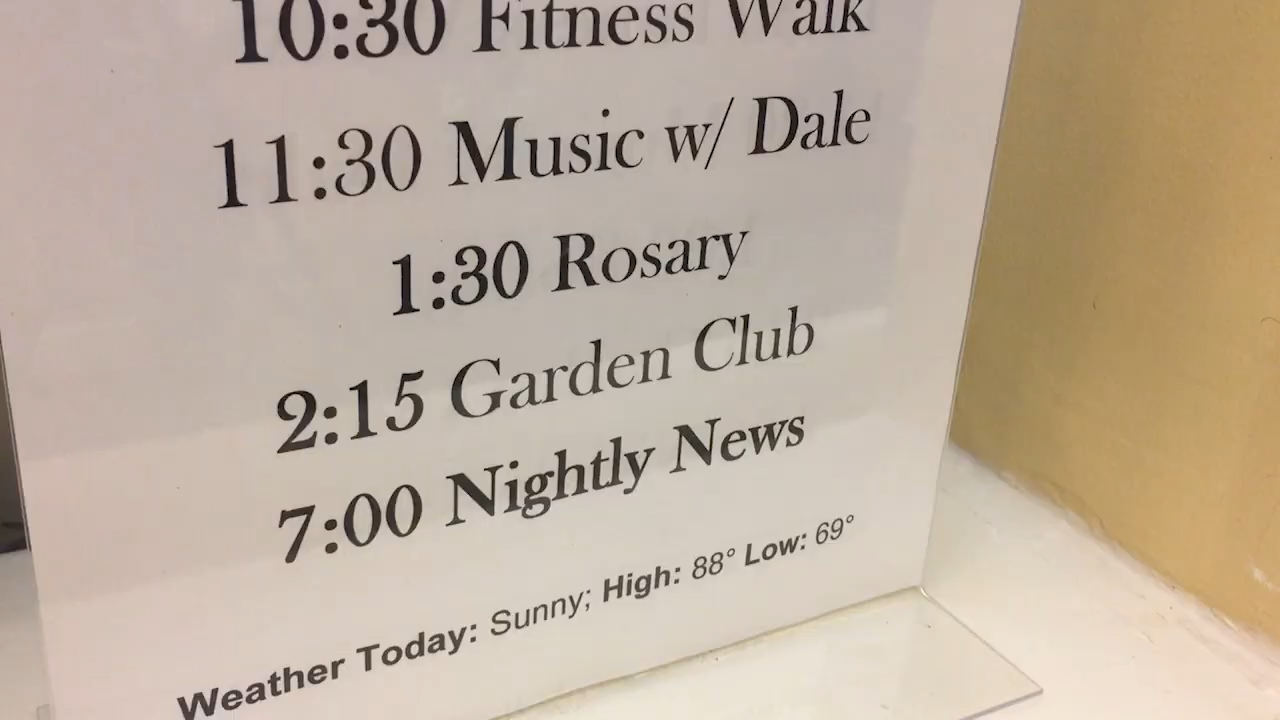 10:30 Fitness Walk
11:30 Music w/ Dale
1:30 Rosary
2:15 Garden Club
7:00 Nightly News
Weather Today: Sunny; High: 88° Low: 69°